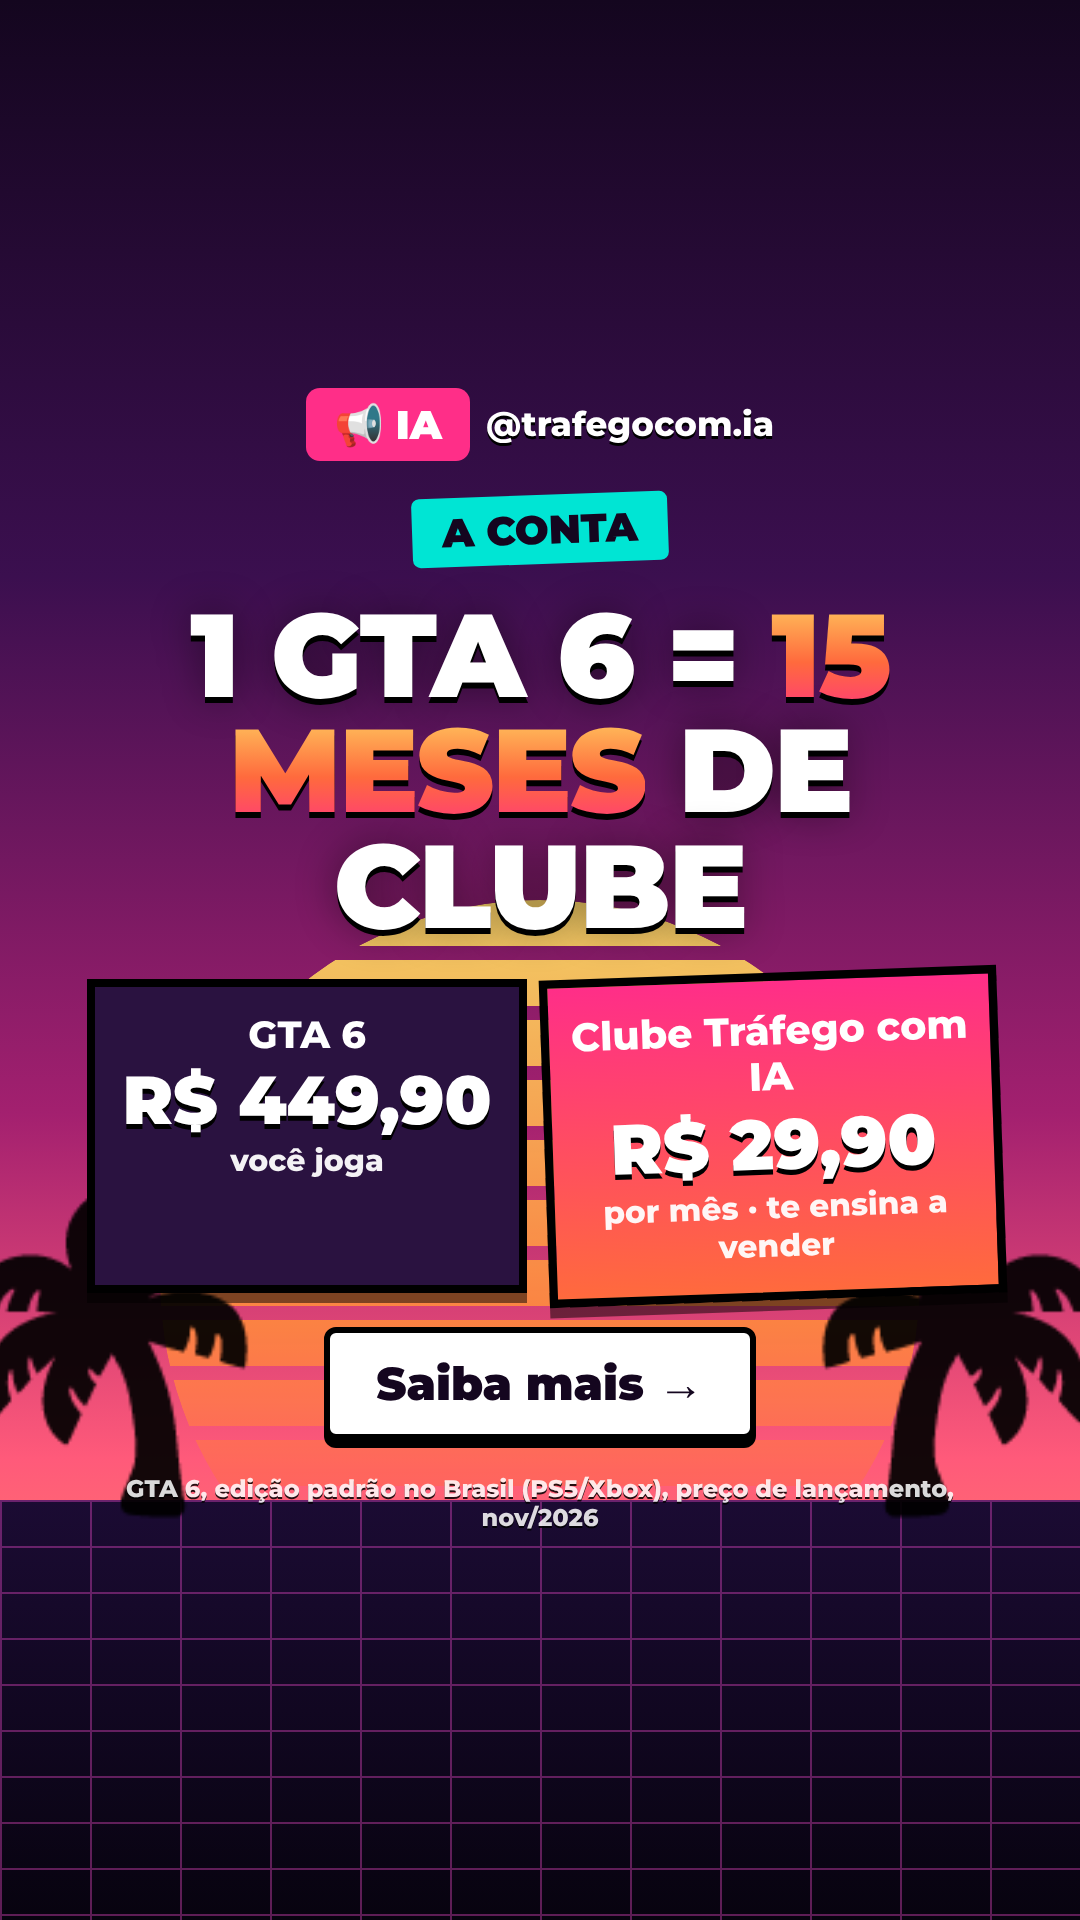 📢 IA @trafegocom.ia
A CONTA
1 GTA 6 = 15
MESES DE
CLUBE
GTA 6
R$ 449,90
você joga
Clube Tráfego com
IA
R$ 29,90
por mês · te ensina a
vender
Saiba mais →
GTA 6, edição padrão no Brasil (PS5/Xbox), preço de lançamento,
nov/2026